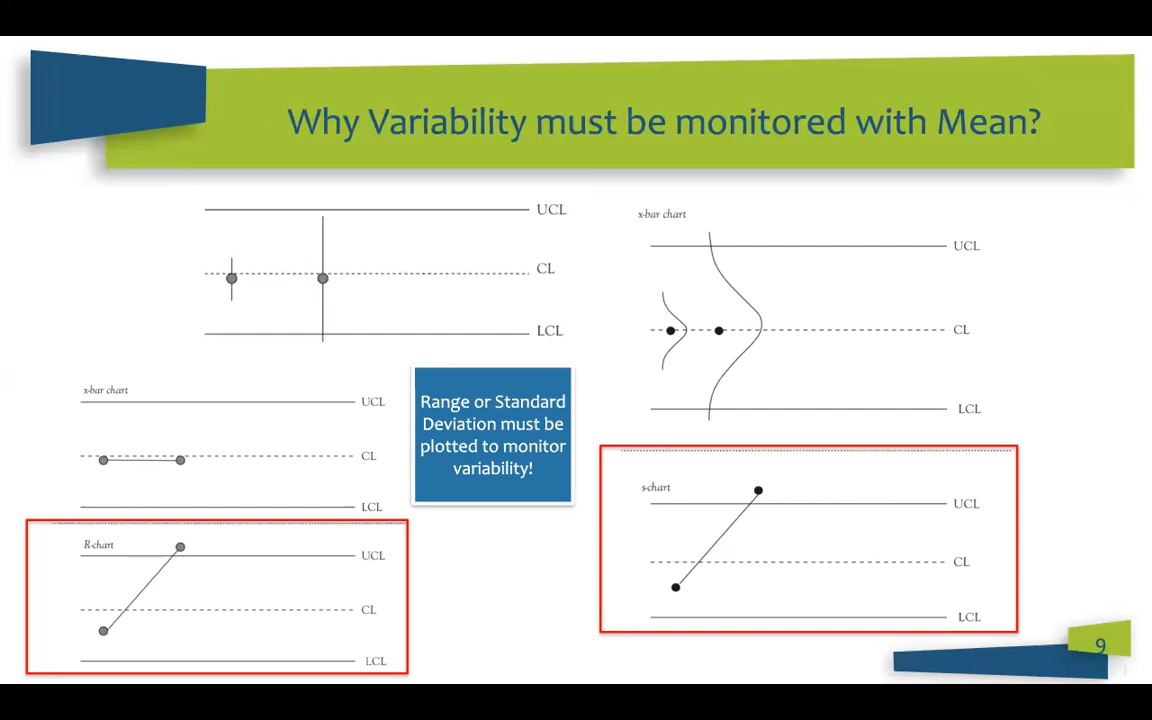 Why Variability must be monitored with Mean?
UCL
CL
LCL
x-bar chart
UCL
CL
LCL
x-bar chart
UCL
CL
LCL
Range or Standard
Deviation must be
plotted to monitor
variability!
R-chart
UCL
CL
LCL
s-chart
UCL
CL
LCL
9